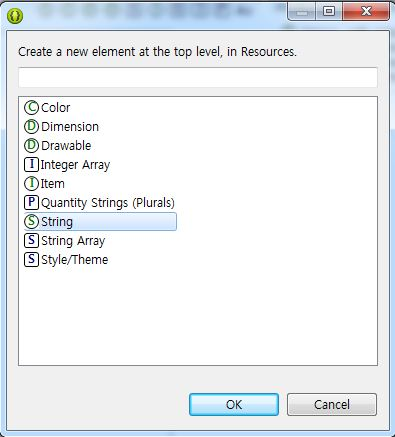 Create a new element at the top level, in Resources.
C Color
D Dimension
D Drawable
I Integer Array
I Item
P Quantity Strings (Plurals)
S String
S String Array
S Style/Theme
OK Cancel